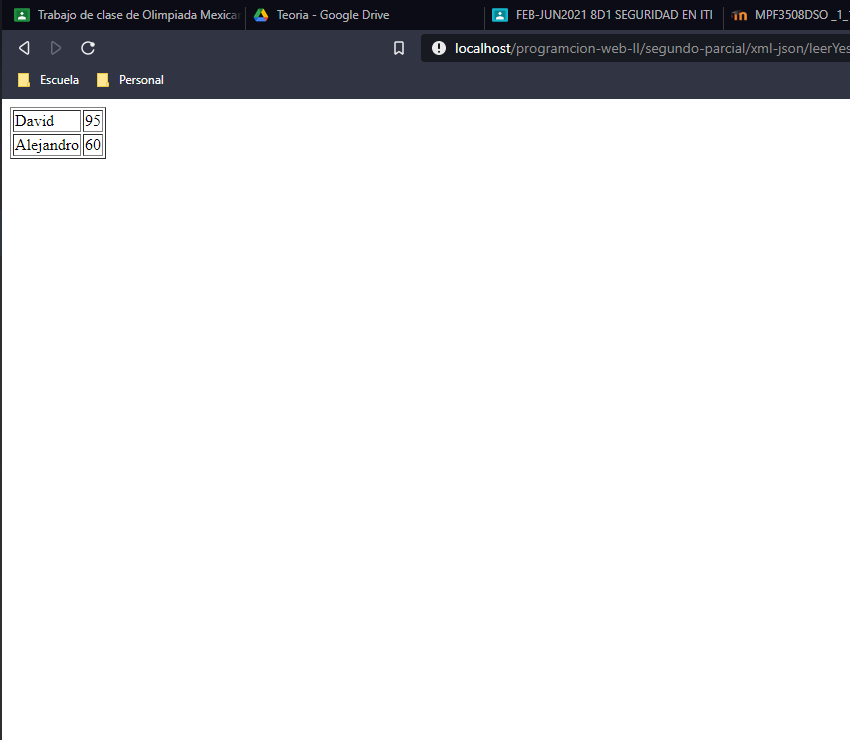 Trabajo de clase de Olimpiada Mexicar
Teoria - Google Drive
FEB-JUN2021 8D1 SEGURIDAD EN ITI
MPF3508DSO _1_
localhost/programcion-web-II/segundo-parcial/xml-json/leerYes
Escuela Personal
David 95
Alejandro 60